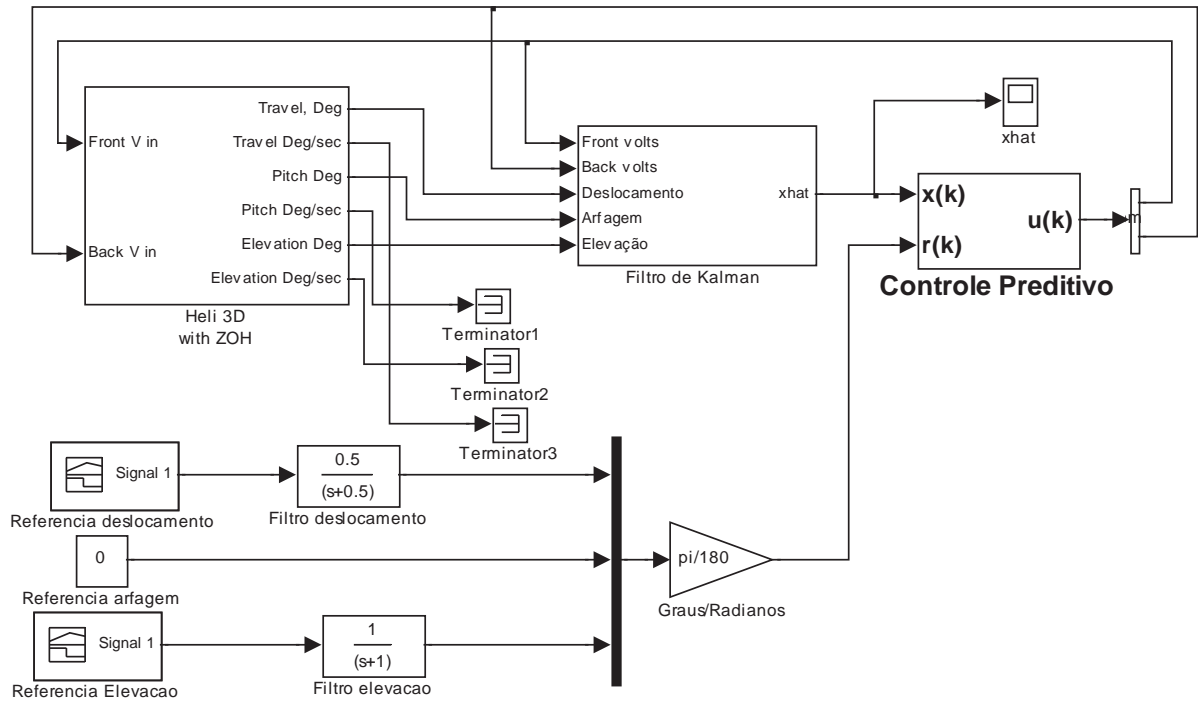 Front V in
Back V in
Travel, Deg
Travel Deg/sec
Pitch Deg
Pitch Deg/sec
Elevation Deg
Elevation Deg/sec
Heli 3D
with ZOH
Front volts
Back volts
Deslocamento
Arfagem
Elevação
xhat
Filtro de Kalman
xhat
x(k)
r(k)
u(k)
Controle Preditivo
m
Terminator1
Terminator2
Terminator3
Signal 1
Referencia deslocamento
0.5
(s+0.5)
Filtro deslocamento
0
Referencia arfagem
Signal 1
Referencia Elevacao
1
(s+1)
Filtro elevacao
pi/180
Graus/Radianos